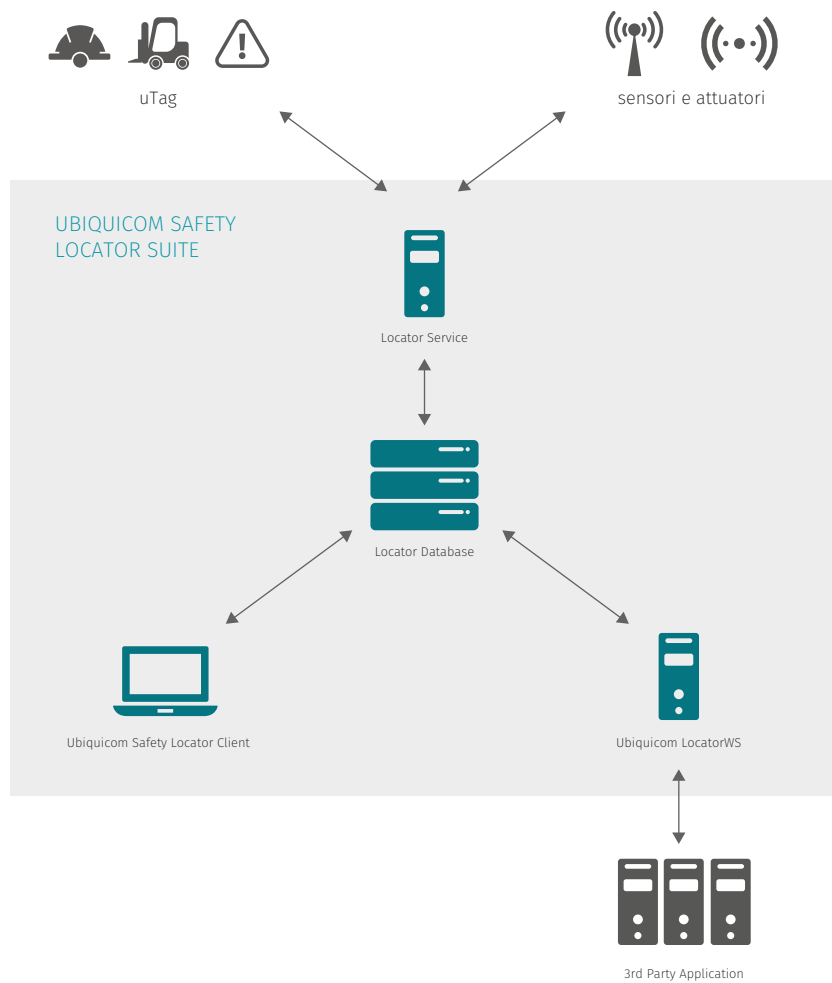 uTag
sensori e attuatori
UBIQUICOM SAFETY
LOCATOR SUITE
Locator Service
Locator Database
Ubiquicom Safety Locator Client
Ubiquicom LocatorWS
3rd Party Application